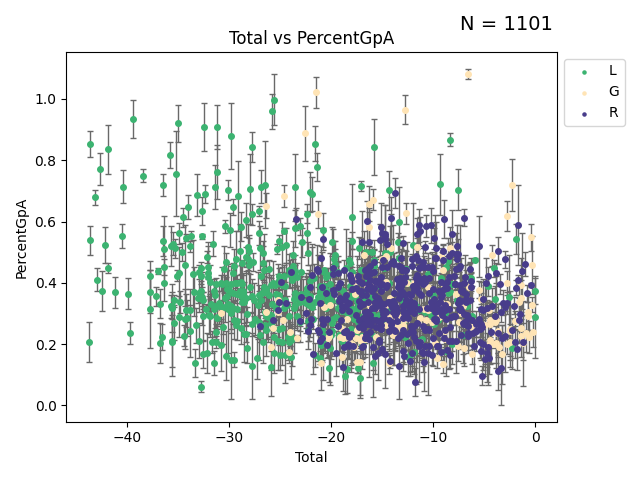 N = 1101
Total vs PercentGpA
L
G
R
1.0
0.8
0.6
0.4
0.2
0.0
PercentGpA
−40
−30
−20
−10
0
Total